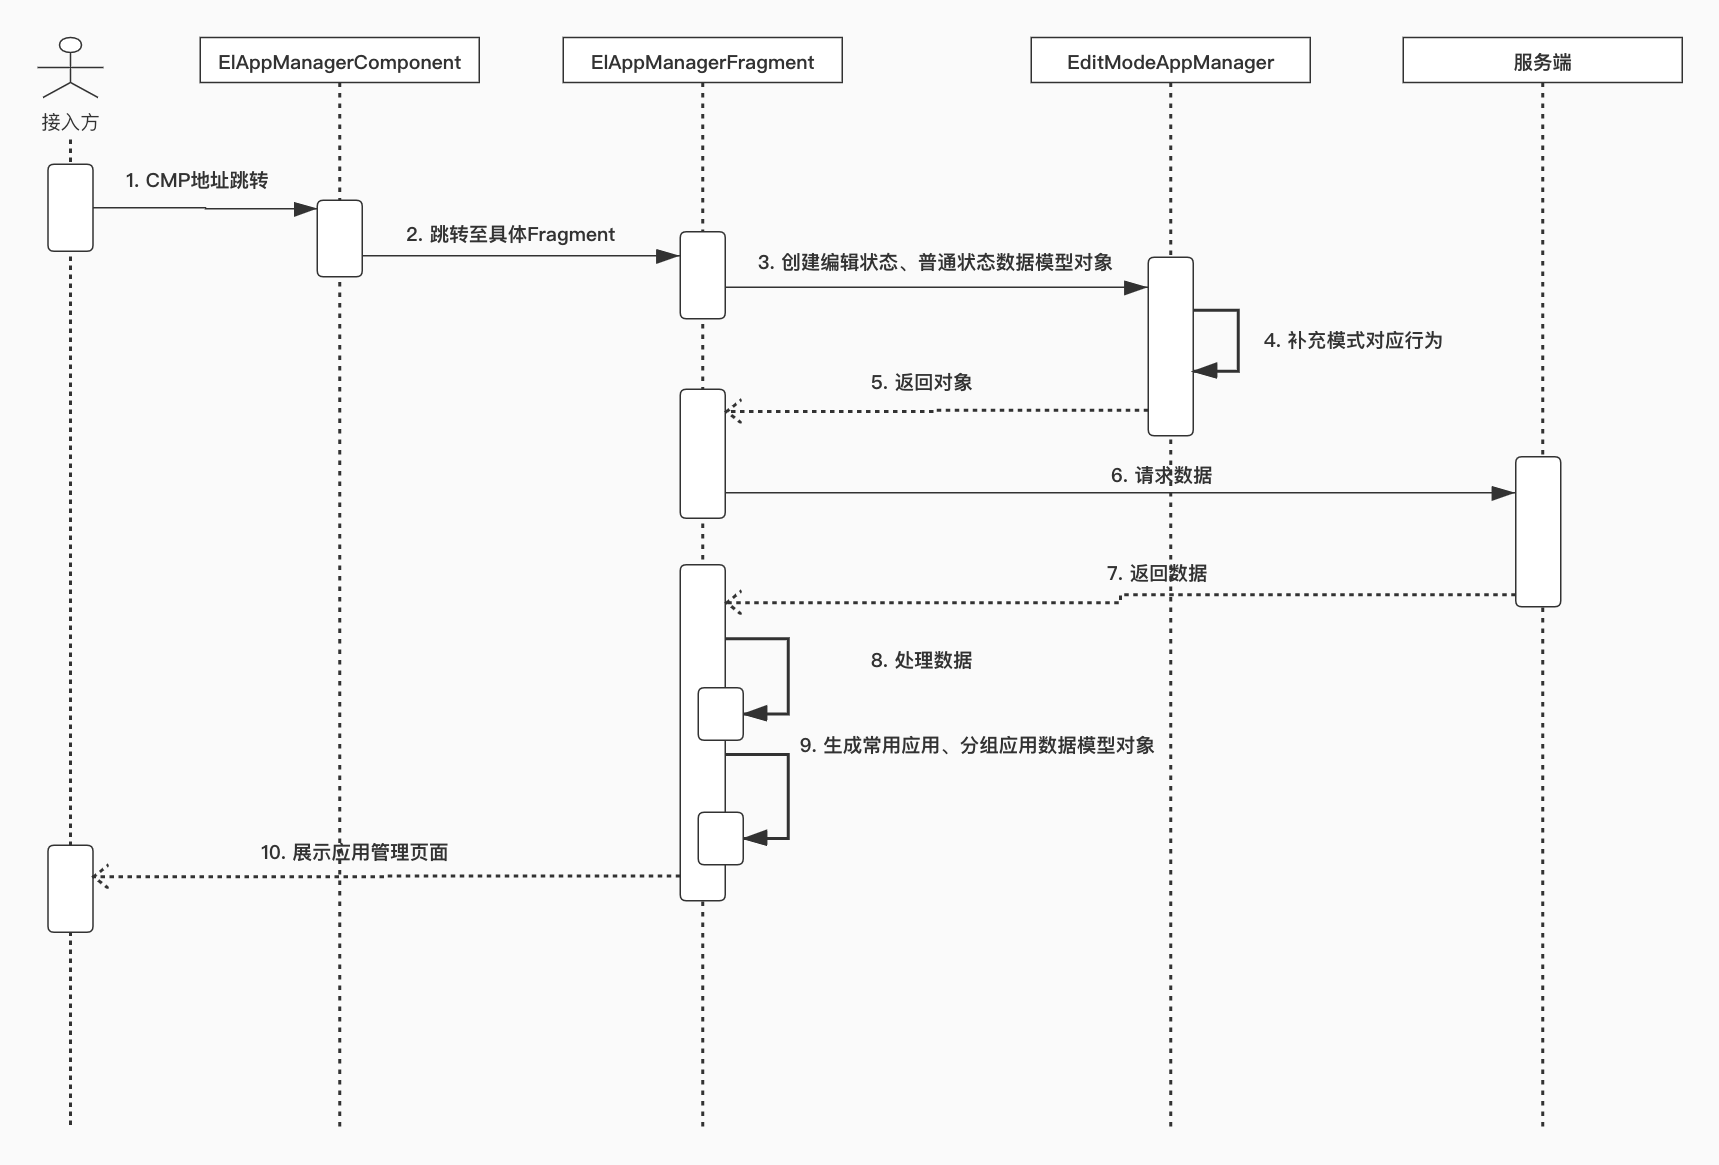 ElAppManagerComponent
ElAppManagerFragment
EditModeAppManager
服务端
接入方
1. CMP地址跳转
2. 跳转至具体Fragment
3. 创建编辑状态、普通状态数据模型对象
4. 补充模式对应行为
5. 返回对象
6. 请求数据
7. 返回数据
8. 处理数据
9. 生成常用应用、分组应用数据模型对象
10. 展示应用管理页面